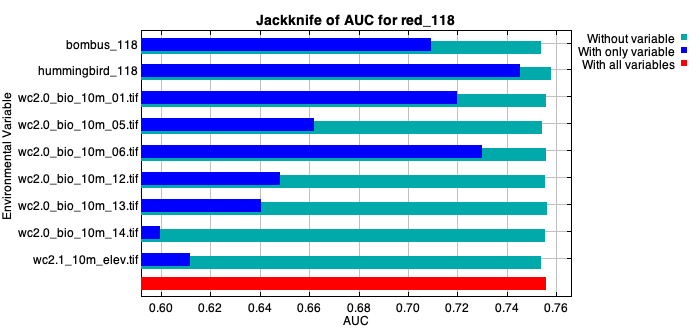 Jackknife of AUC for red_118
Without variable
With only variable
With all variables
Environmental Variable
bombus_118
hummingbird_118
wc2.0_bio_10m_01.tif
wc2.0_bio_10m_05.tif
wc2.0_bio_10m_06.tif
wc2.0_bio_10m_12.tif
wc2.0_bio_10m_13.tif
wc2.0_bio_10m_14.tif
wc2.1_10m_elev.tif
0.60 0.62 0.64 0.66 0.68 0.70 0.72 0.74 0.76
AUC